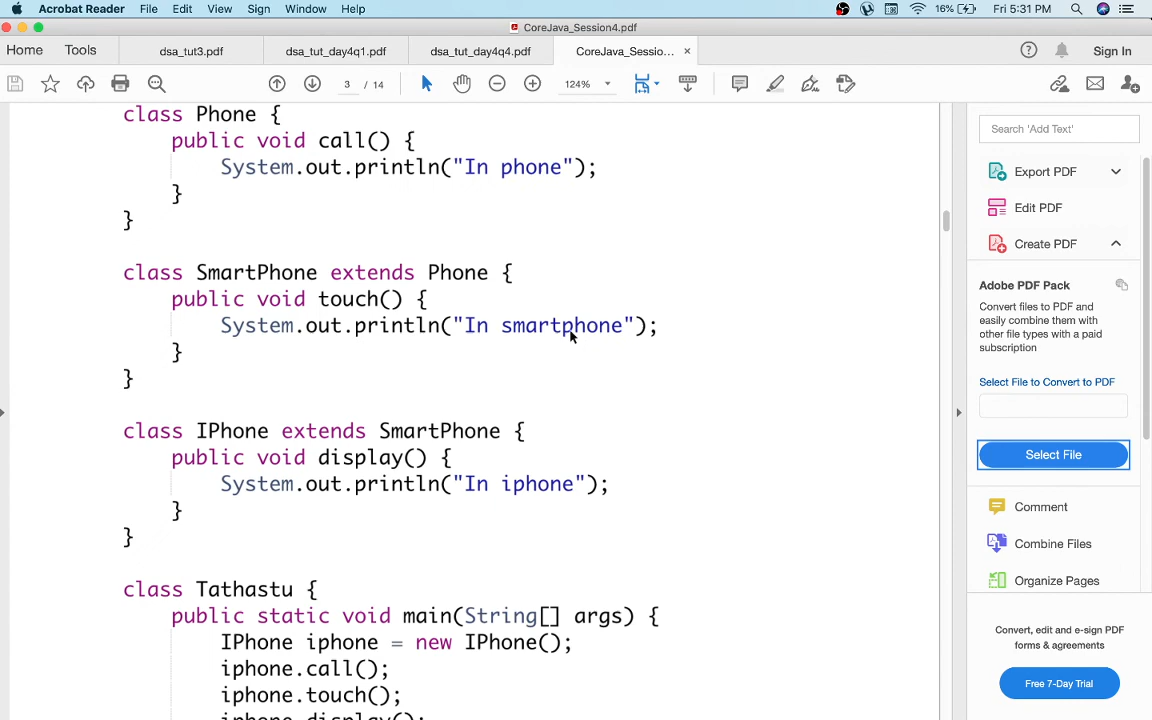 Acrobat Reader File Edit View Sign Window Help 16% Fri 5:31 PM
CoreJava_Session4.pdf
Home Tools dsa_tut3.pdf dsa_tut_day4q1.pdf dsa_tut_day4q4.pdf CoreJava_Sessio... × Sign In
3 / 14 124%
class Phone {
public void call() {
System.out.println("In phone");
}
}
class SmartPhone extends Phone {
public void touch() {
System.out.println("In smartphone");
}
}
class IPhone extends SmartPhone {
public void display() {
System.out.println("In iphone");
}
}
class Tathastu {
public static void main(String[] args) {
IPhone iphone = new IPhone();
iphone.call();
iphone.touch();
iphone.display();
Search 'Add Text'
Export PDF
Edit PDF
Create PDF
Adobe PDF Pack
Convert files to PDF and
easily combine them with
other file types with a paid
subscription
Select File to Convert to PDF
Select File
Comment
Combine Files
Organize Pages
Convert, edit and e-sign PDF
forms & agreements
Free 7-Day Trial